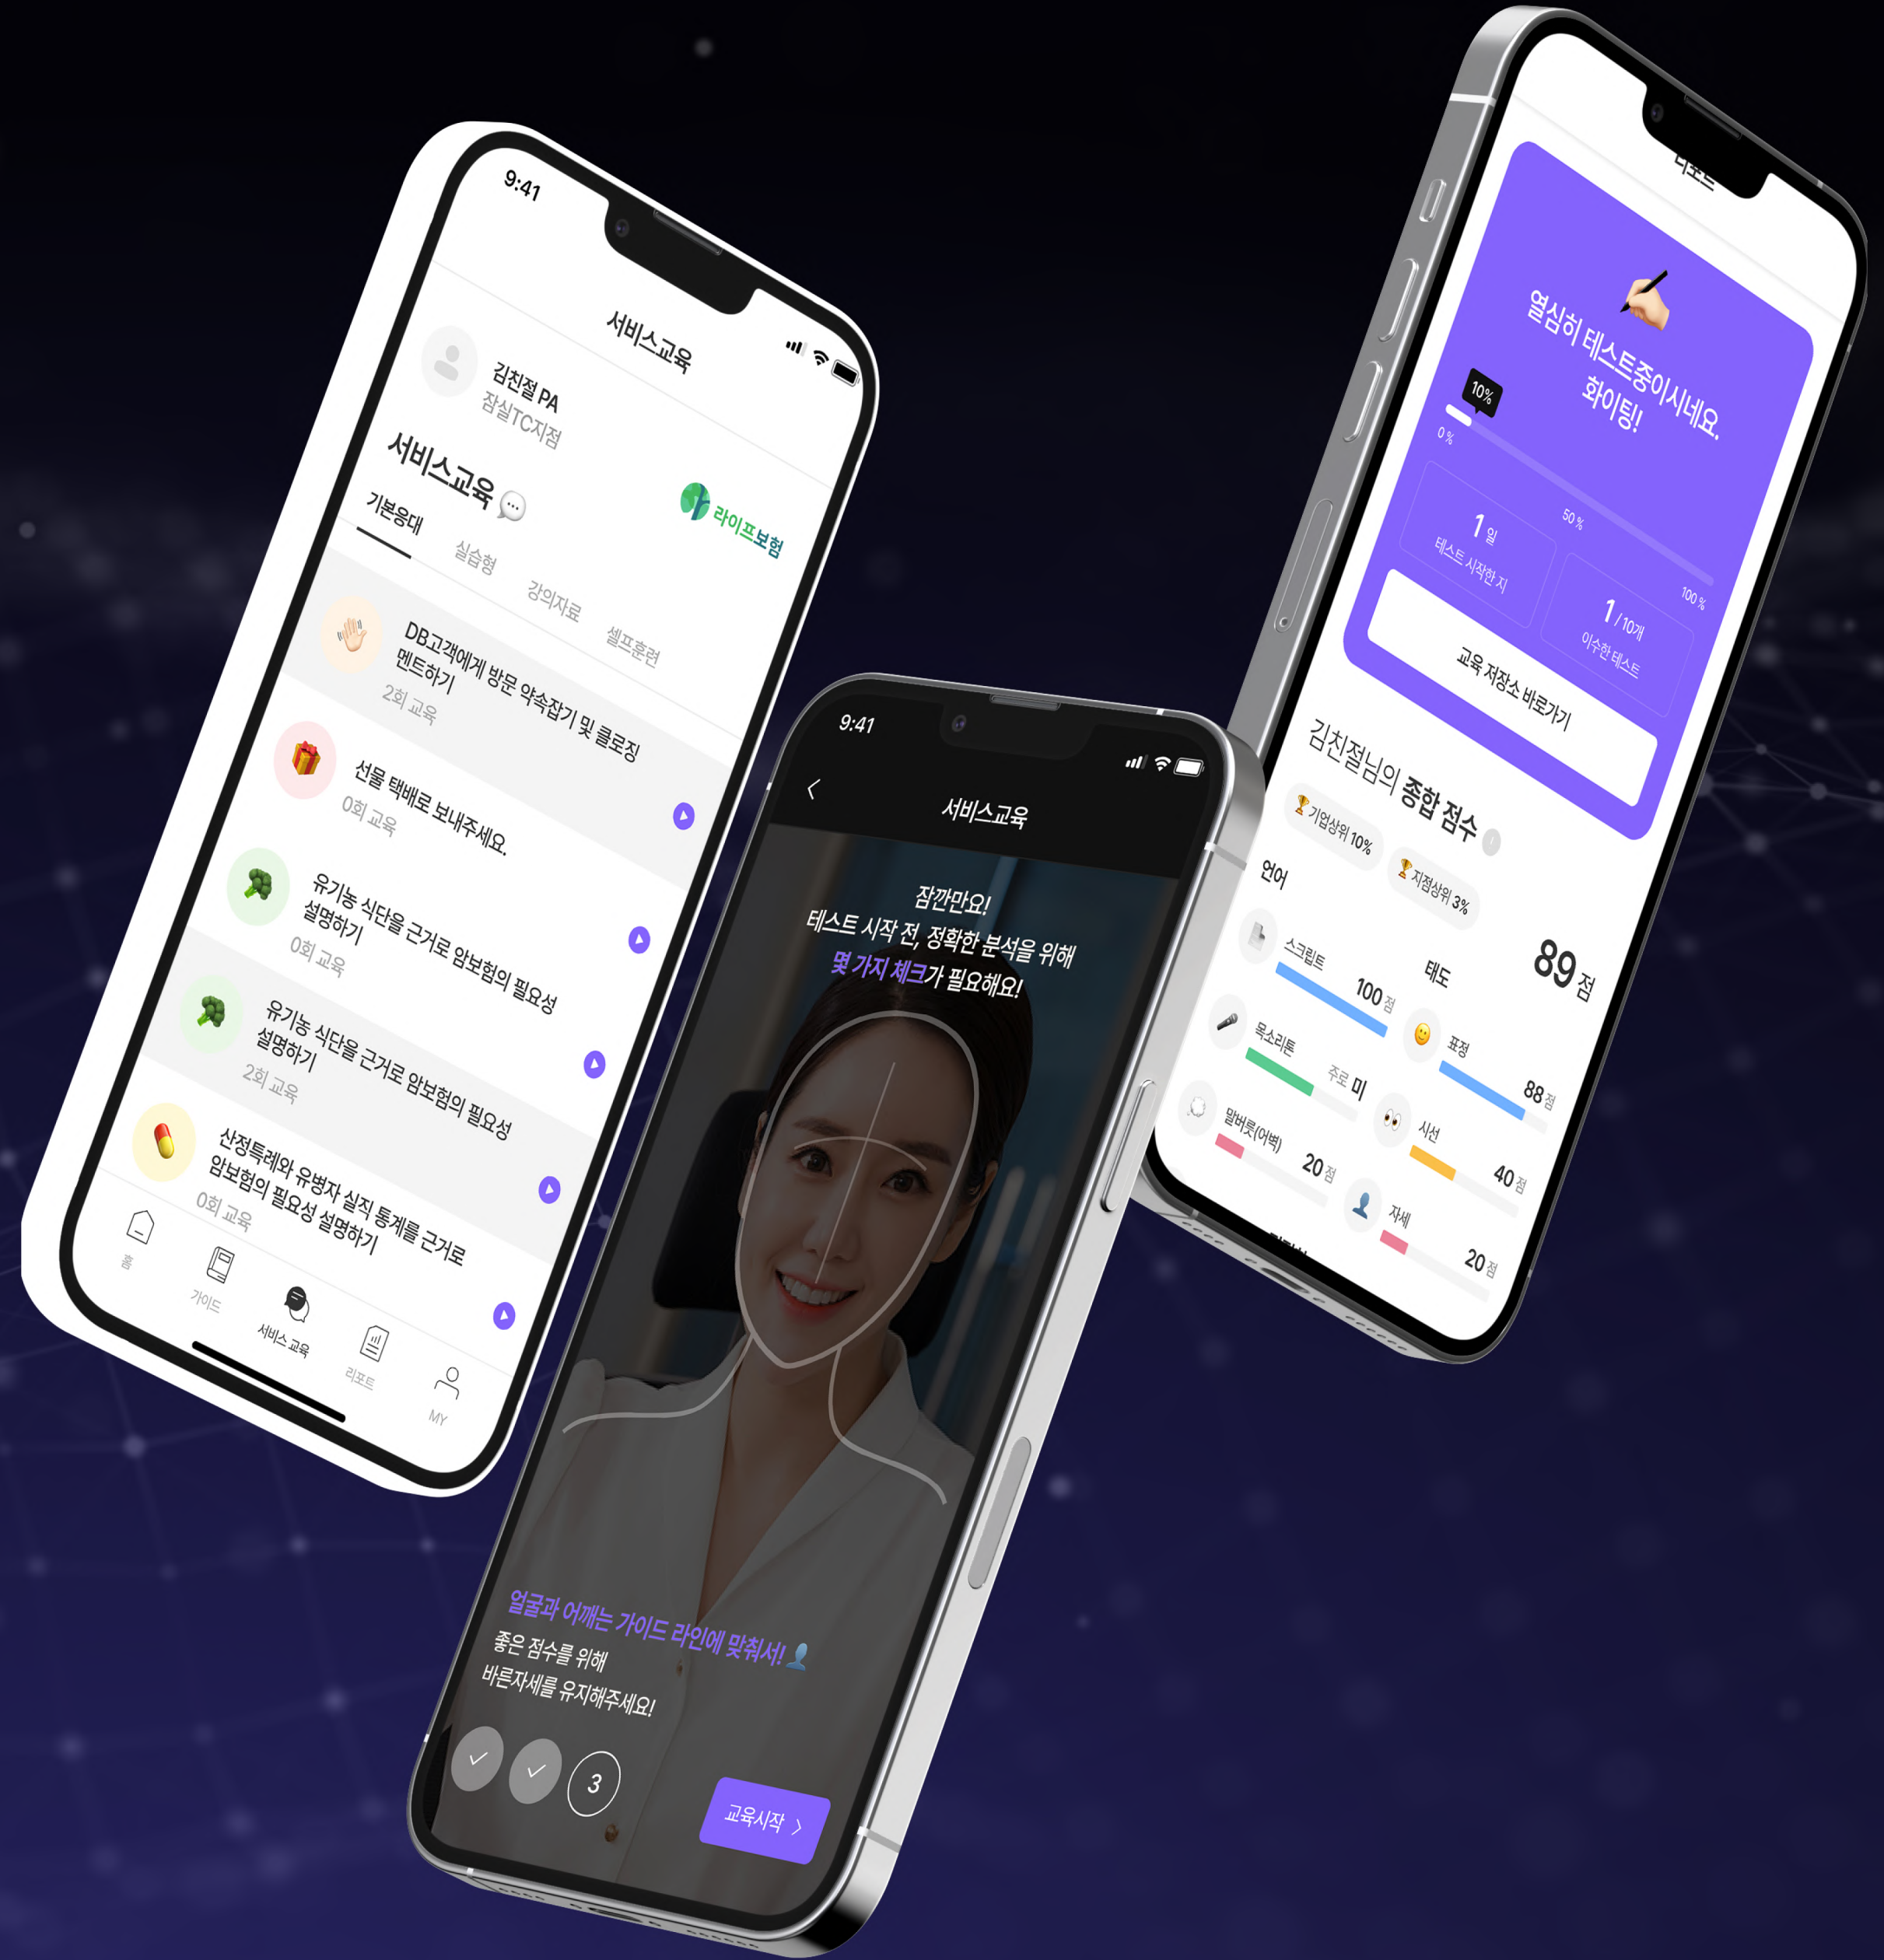 9:41
서비스교육
김친절 PA
잠실TC지점
라이프보험
서비스교육
기본응대
실습형
강의자료
셀프훈련
DB고객에게 방문 약속잡기 및 클로징
멘트하기
2회 교육
선물 택배로 보내주세요.
0회 교육
유기농 식단을 근거로 암보험의 필요성
설명하기
0회 교육
유기농 식단을 근거로 암보험의 필요성
설명하기
2회 교육
산정특례와 유병자 실직 통계를 근거로
암보험의 필요성 설명하기
0회 교육
홈
가이드
서비스 교육
리포트
MY
9:41
서비스교육
잠깐만요!
테스트 시작 전, 정확한 분석을 위해
몇 가지 체크가 필요해요!
얼굴과 어깨는 가이드 라인에 맞춰서!
좋은 점수를 위해
바른자세를 유지해주세요!
3
교육시작
리포트
열심히 테스트중이시네요.
화이팅!
10%
0%
50%
100%
1 일
테스트 시작한 지
1 / 10개
이수한 테스트
교육 저장소 바로가기
김친절님의 종합 점수
기업상위 10%
지점상위 3%
89 점
언어
스크립트
100 점
목소리톤
주로 미
말버릇(어벽)
20 점
태도
표정
88 점
시선
40 점
자세
20 점